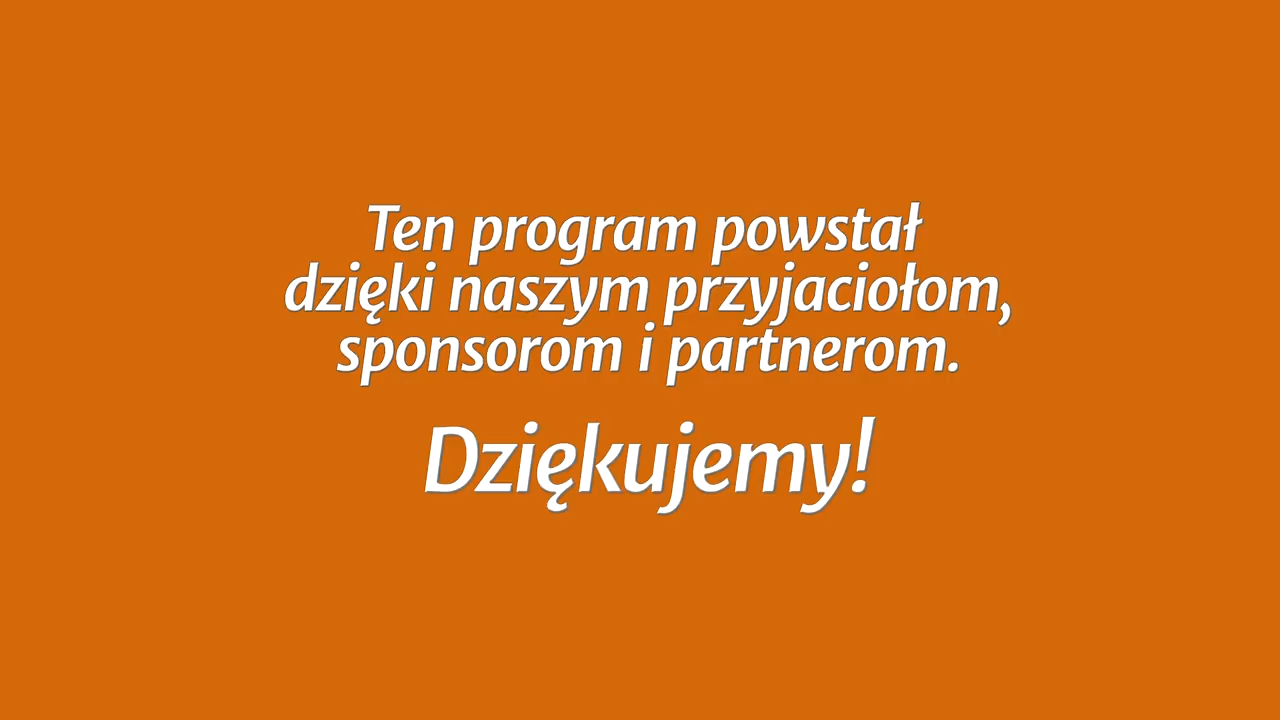 Ten program powstał
dzięki naszym przyjaciołom,
sponsorom i partnerom.
Dziękujemy!